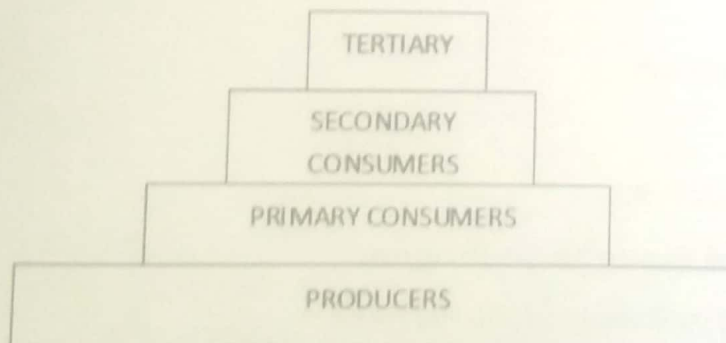 TERTIARY
SECONDARY
CONSUMERS
PRIMARY CONSUMERS
PRODUCERS